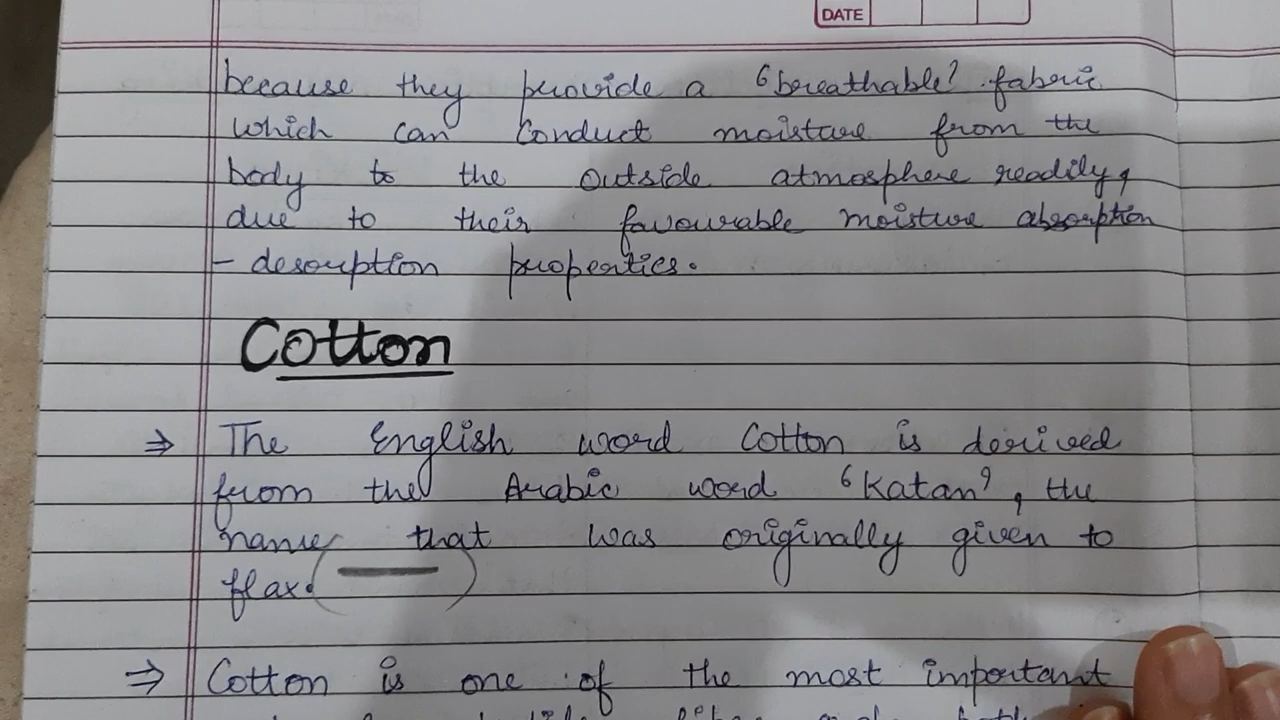 DATE
because they provide a 'breathable' fabric
which can conduct moisture from the
body to the outside atmosphere readily,
due to their favourable moisture absorption
- desorption properties.
Cotton
⇒ The English word Cotton is derived
from the Arabic word 'Katan', the
name that was originally given to
flax.
⇒ Cotton is one of the most important